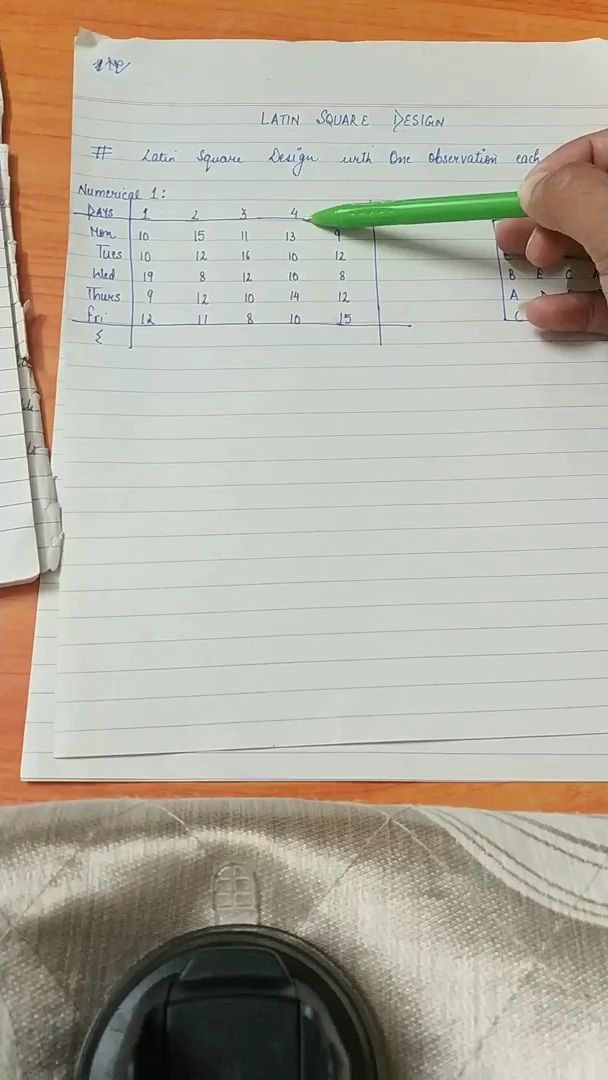 LATIN SQUARE DESIGN
# Latin Square Design with One observation each
Numerical 1:
DAYS 1 2 3 4
Mon 10 15 11 13 9
Tues 10 12 16 10 12
Wed 19 8 12 10 8
Thurs 9 12 10 14 12
Fri 12 11 8 10 15
Σ
B E C A
A
C